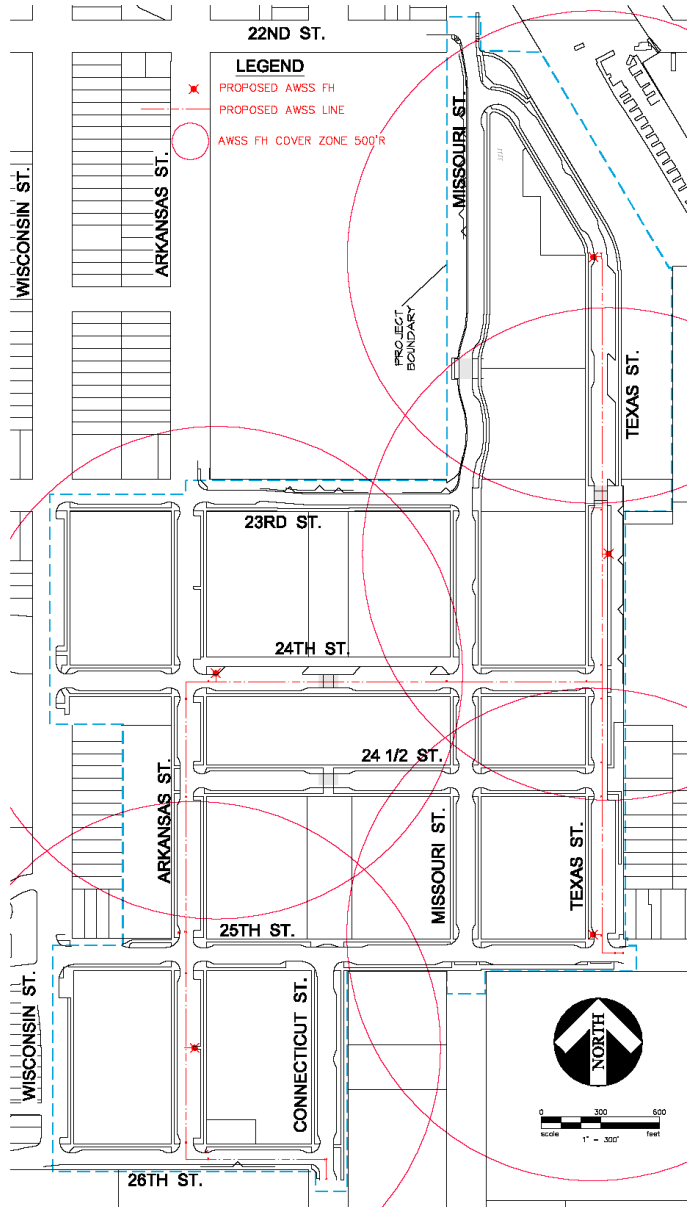 22ND ST.
LEGEND
PROPOSED AWSS FH
PROPOSED AWSS LINE
AWSS FH COVER ZONE 500'R
WISCONSIN ST.
ARKANSAS ST.
MISSOURI ST.
PROJECT
BOUNDARY
TEXAS ST.
23RD ST.
24TH ST.
24 1/2 ST.
ARKANSAS ST.
MISSOURI ST.
TEXAS ST.
25TH ST.
WISCONSIN ST.
CONNECTICUT ST.
NORTH
0 300 600
scale feet
1" = 300'
26TH ST.